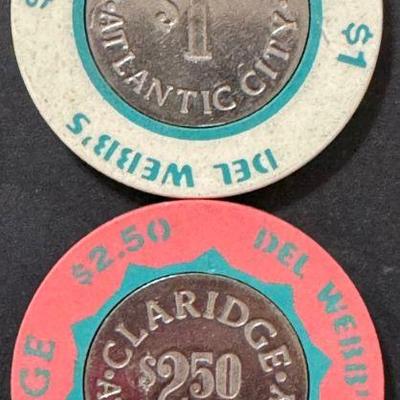 $1
ATLANTIC CITY
$1
DEL WEBB'S
$2.50
DEL WEBB'S
GE
·CLARIDGE·A
$2.50
A